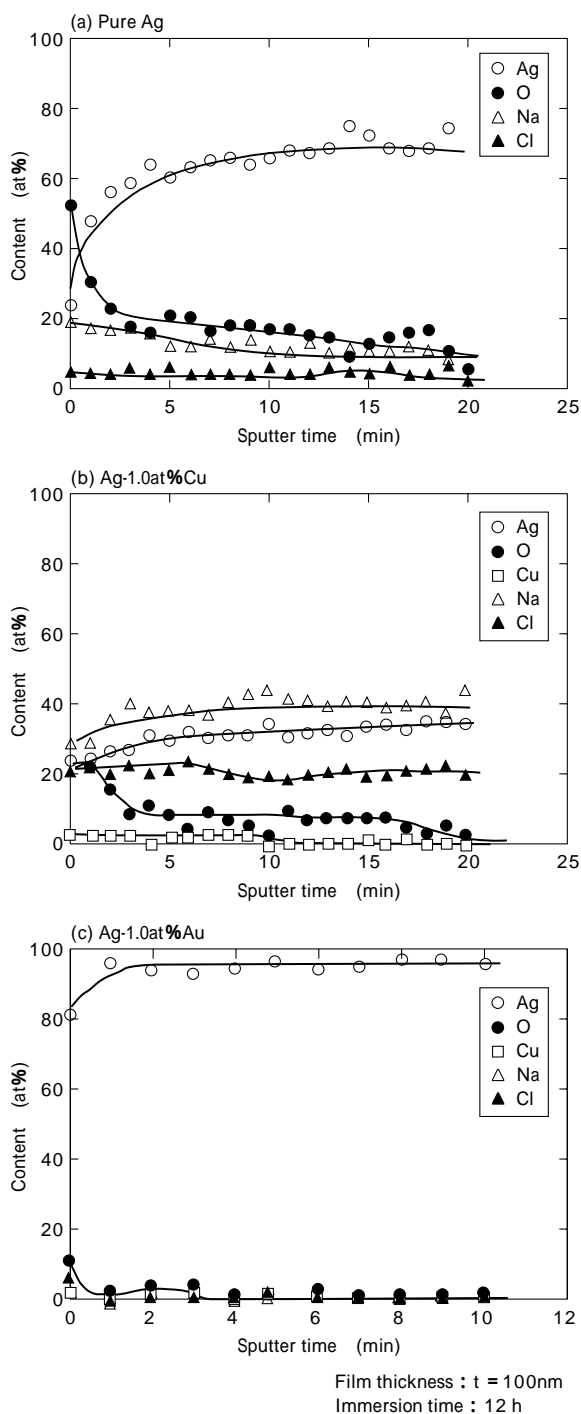 (a) Pure Ag
100
80
60
40
20
0
Content (at%)
Ag
O
Na
Cl
0 5 10 15 20 25
Sputter time (min)
(b) Ag-1.0at%Cu
100
80
60
40
20
0
Content (at%)
Ag
O
Cu
Na
Cl
0 5 10 15 20 25
Sputter time (min)
(c) Ag-1.0at%Au
100
80
60
40
20
0
Content (at%)
Ag
O
Cu
Na
Cl
0 2 4 6 8 10 12
Sputter time (min)
Film thickness : t = 100nm
Immersion time : 12 h